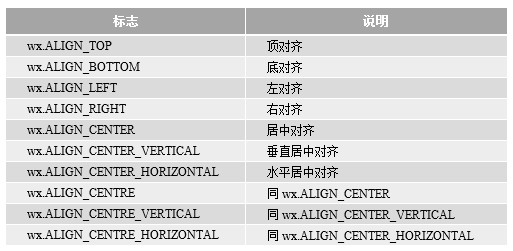 标志 说明
wx.ALIGN_TOP 顶对齐
wx.ALIGN_BOTTOM 底对齐
wx.ALIGN_LEFT 左对齐
wx.ALIGN_RIGHT 右对齐
wx.ALIGN_CENTER 居中对齐
wx.ALIGN_CENTER_VERTICAL 垂直居中对齐
wx.ALIGN_CENTER_HORIZONTAL 水平居中对齐
wx.ALIGN_CENTRE 同 wx.ALIGN_CENTER
wx.ALIGN_CENTRE_VERTICAL 同 wx.ALIGN_CENTER_VERTICAL
wx.ALIGN_CENTRE_HORIZONTAL 同 wx.ALIGN_CENTER_HORIZONTAL